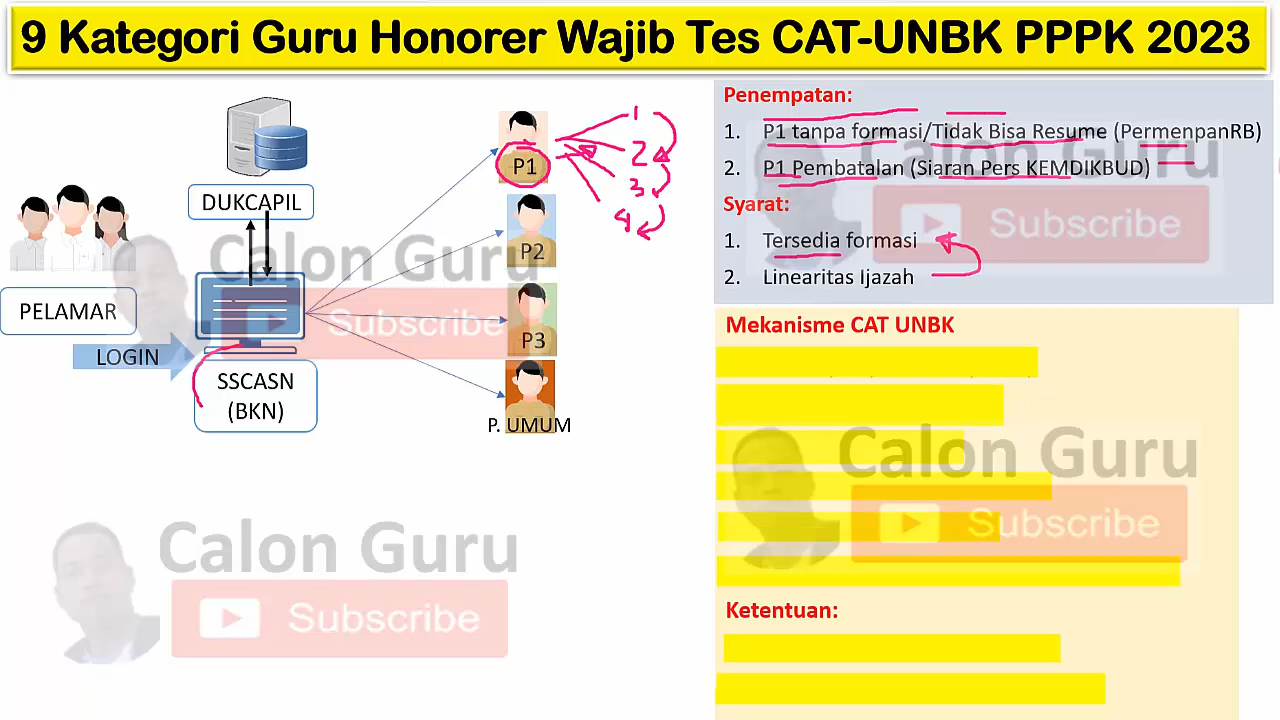 9 Kategori Guru Honorer Wajib Tes CAT-UNBK PPPK 2023
DUKCAPIL
PELAMAR
LOGIN
SSCASN
(BKN)
P1
P2
P3
P. UMUM
1
2
3
4
Penempatan:
1. P1 tanpa formasi/Tidak Bisa Resume (PermenpanRB)
2. P1 Pembatalan (Siaran Pers KEMDIKBUD)
Syarat:
1. Tersedia formasi
2. Linearitas Ijazah
Mekanisme CAT UNBK
Ketentuan:
Calon Guru
Subscribe
Calon Guru
Subscribe
Calon Guru
Subscribe
Subscribe